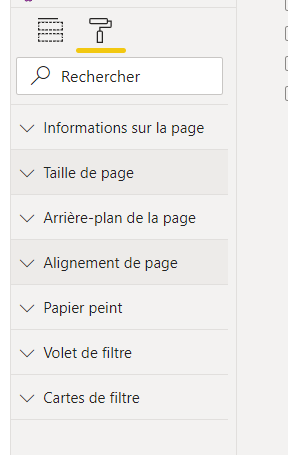 Rechercher
Informations sur la page
Taille de page
Arrière-plan de la page
Alignement de page
Papier peint
Volet de filtre
Cartes de filtre